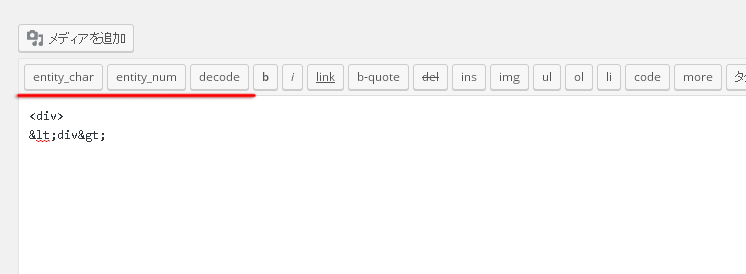 メディアを追加
entity_char entity_num decode b i link b-quote del ins img ul ol li code more タ
<div>
&lt;div&gt;